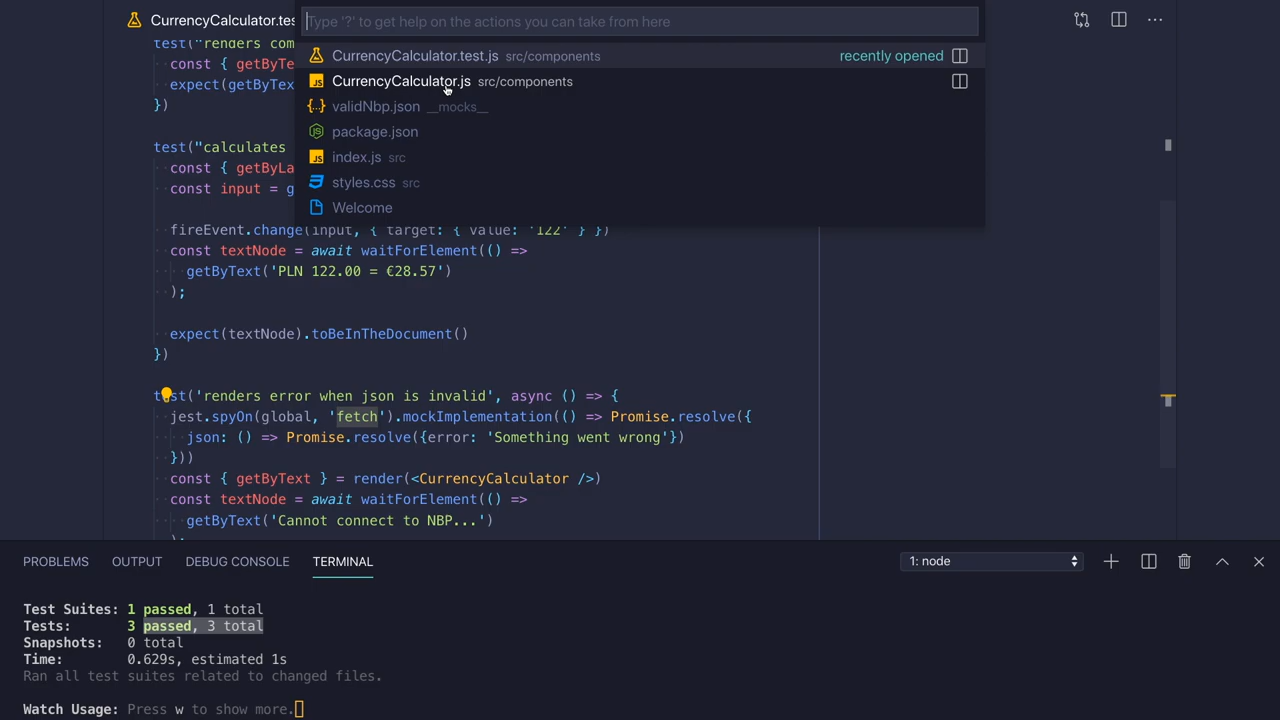 CurrencyCalculator.tes
Type '?' to get help on the actions you can take from here
CurrencyCalculator.test.js src/components recently opened
CurrencyCalculator.js src/components
validNbp.json __mocks__
package.json
index.js src
styles.css src
Welcome
test("renders com
const { getByTe
expect(getByText
})
test("calculates
const { getByLa
const input = g
fireEvent.change(input, { target: { value: '122' } })
const textNode = await waitForElement(() =>
getByText('PLN 122.00 = €28.57')
);
expect(textNode).toBeInTheDocument()
})
test('renders error when json is invalid', async () => {
jest.spyOn(global, 'fetch').mockImplementation(() => Promise.resolve({
json: () => Promise.resolve({error: 'Something went wrong'})
}))
const { getByText } = render(<CurrencyCalculator />)
const textNode = await waitForElement(() =>
getByText('Cannot connect to NBP...')
);
PROBLEMS OUTPUT DEBUG CONSOLE TERMINAL 1: node
Test Suites: 1 passed, 1 total
Tests: 3 passed, 3 total
Snapshots: 0 total
Time: 0.629s, estimated 1s
Ran all test suites related to changed files.
Watch Usage: Press w to show more.